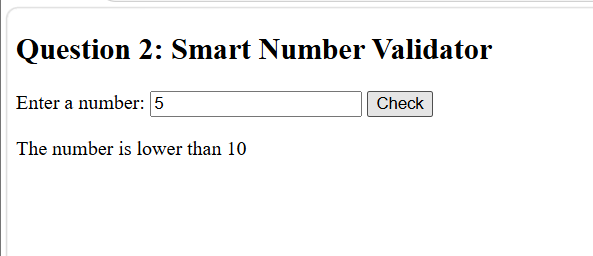 Question 2: Smart Number Validator
Enter a number: 5 Check
The number is lower than 10